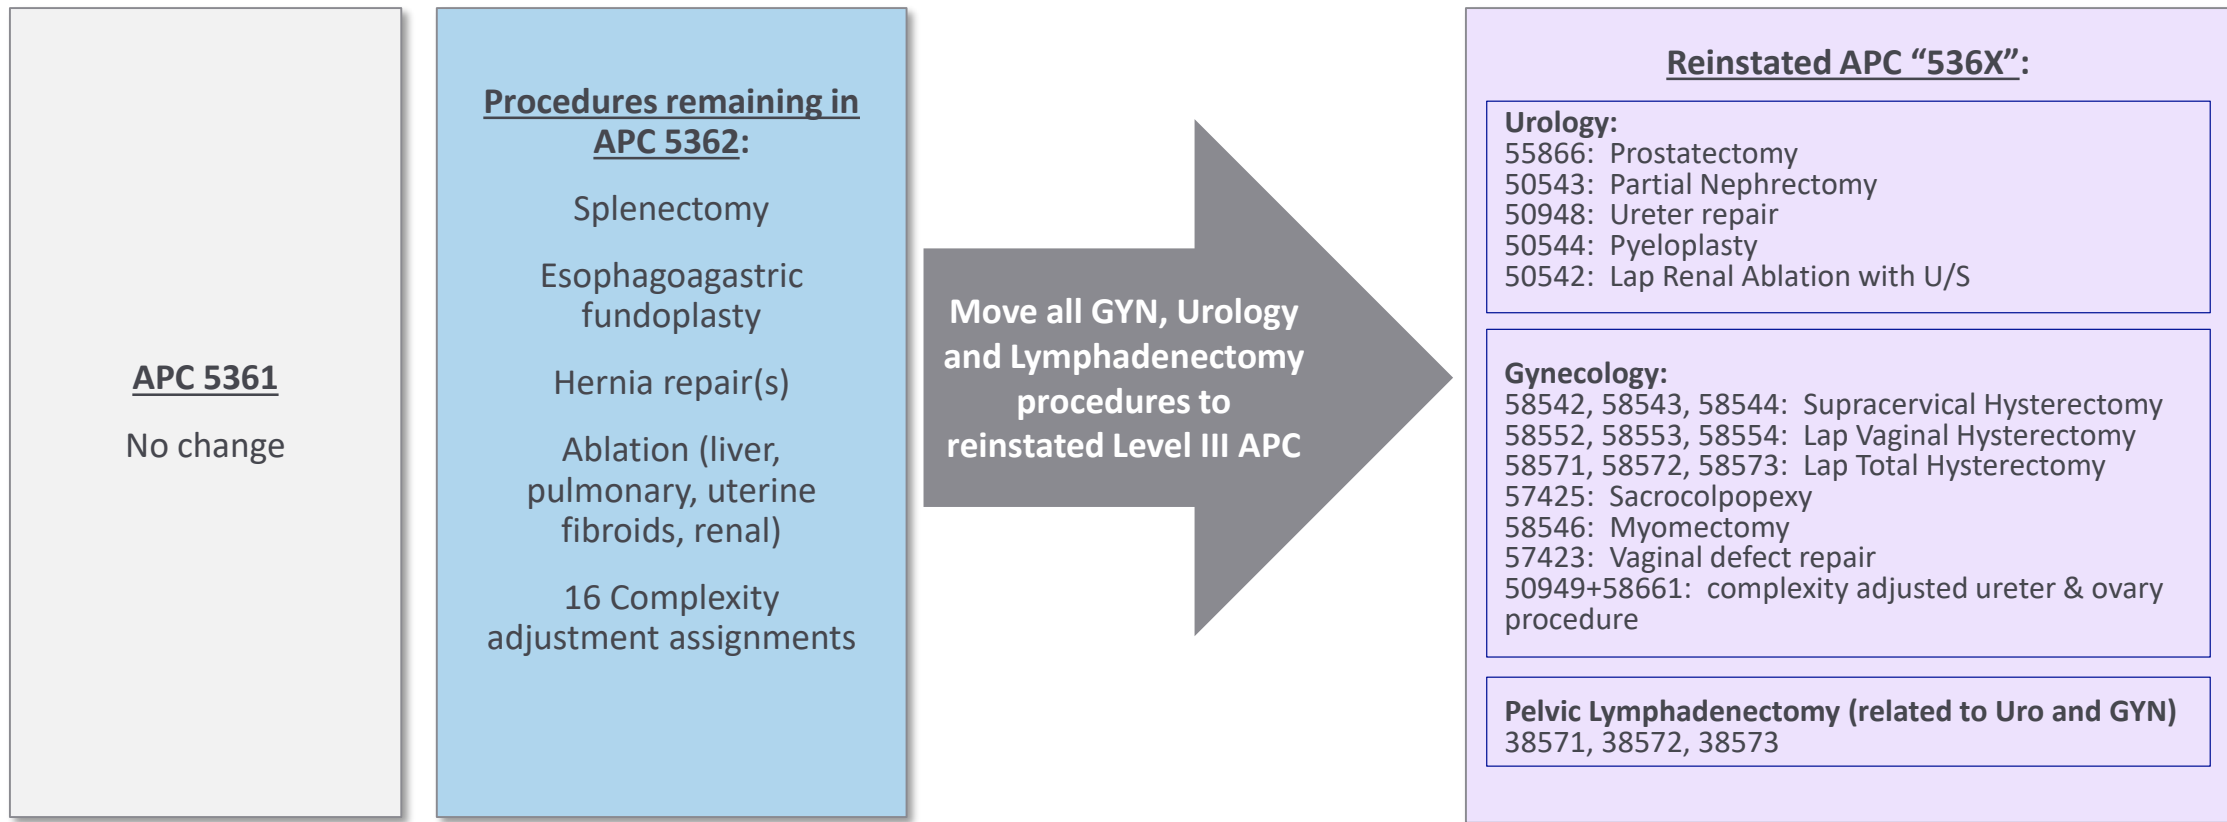 APC 5361
No change
Procedures remaining in
APC 5362:
Splenectomy
Esophagoagastric
fundoplasty
Hernia repair(s)
Ablation (liver,
pulmonary, uterine
fibroids, renal)
16 Complexity
adjustment assignments
Move all GYN, Urology
and Lymphadenectomy
procedures to
reinstated Level III APC
Reinstated APC “536X”:
Urology:
55866:  Prostatectomy
50543:  Partial Nephrectomy
50948:  Ureter repair
50544:  Pyeloplasty
50542:  Lap Renal Ablation with U/S
Gynecology:
58542, 58543, 58544:  Supracervical Hysterectomy
58552, 58553, 58554:  Lap Vaginal Hysterectomy
58571, 58572, 58573:  Lap Total Hysterectomy
57425:  Sacrocolpopexy
58546:  Myomectomy
57423:  Vaginal defect repair
50949+58661:  complexity adjusted ureter & ovary
procedure
Pelvic Lymphadenectomy (related to Uro and GYN)
38571, 38572, 38573